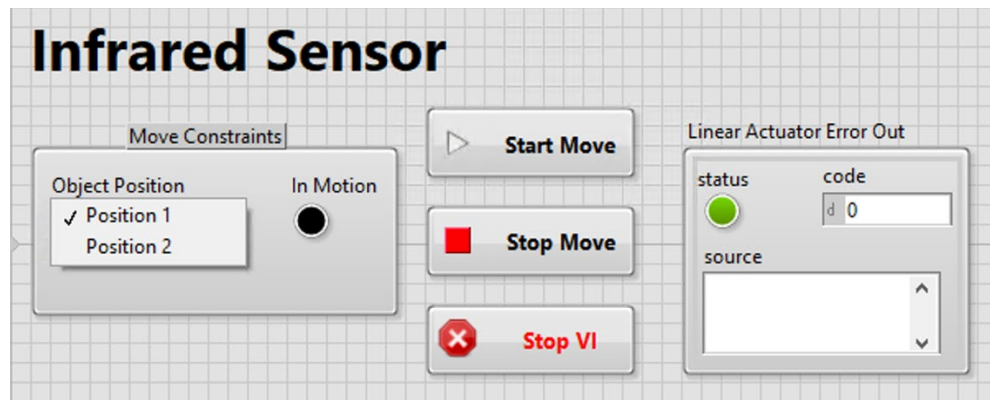 Infrared Sensor
Move Constraints
Object Position
In Motion
✓ Position 1
Position 2
Start Move
Stop Move
Stop VI
Linear Actuator Error Out
status
code
d 0
source